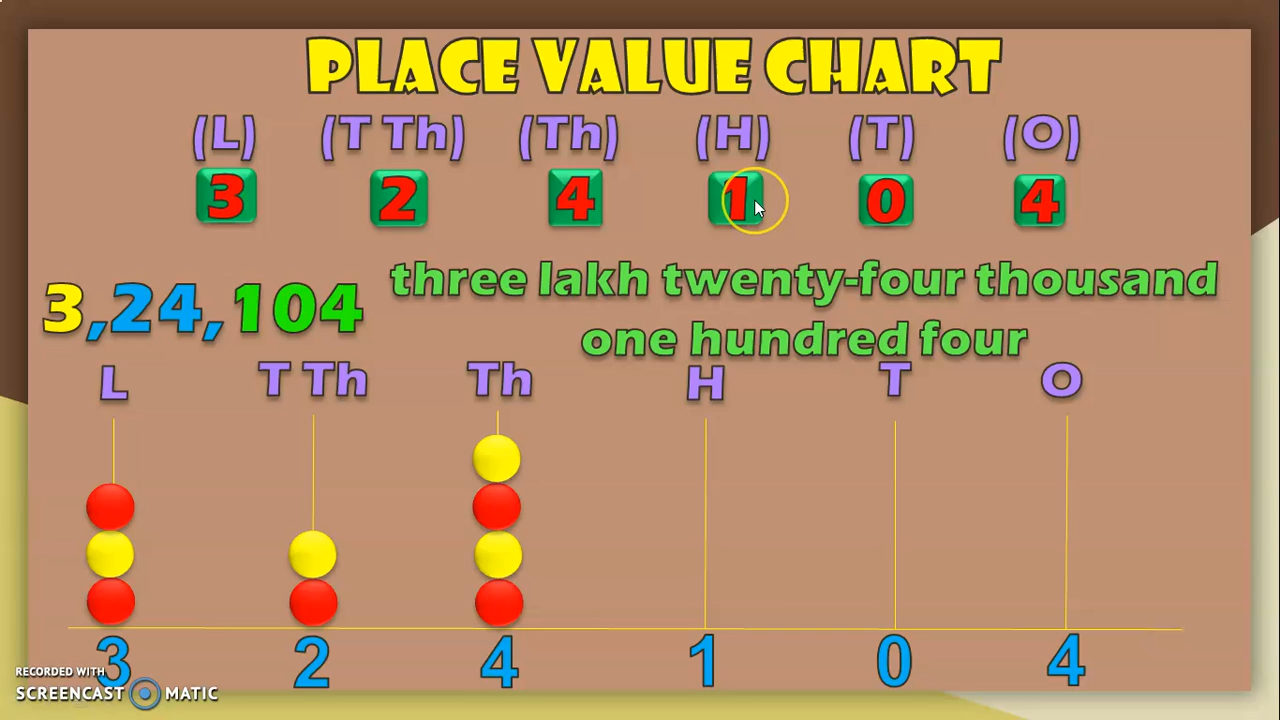 PLACE VALUE CHART
(L) (T Th) (Th) (H) (T) (O)
3 2 4 1 0 4
three lakh twenty-four thousand
3,24,104
one hundred four
L T Th Th H T O
3 2 4 1 0 4
RECORDED WITH
SCREENCAST MATIC